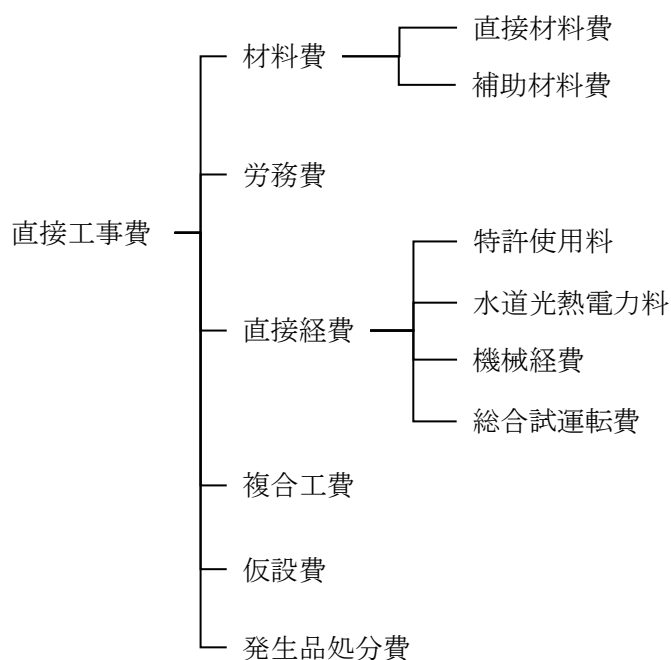 直接工事費
材料費
直接材料費
補助材料費
労務費
直接経費
特許使用料
水道光熱電力料
機械経費
総合試運転費
複合工費
仮設費
発生品処分費